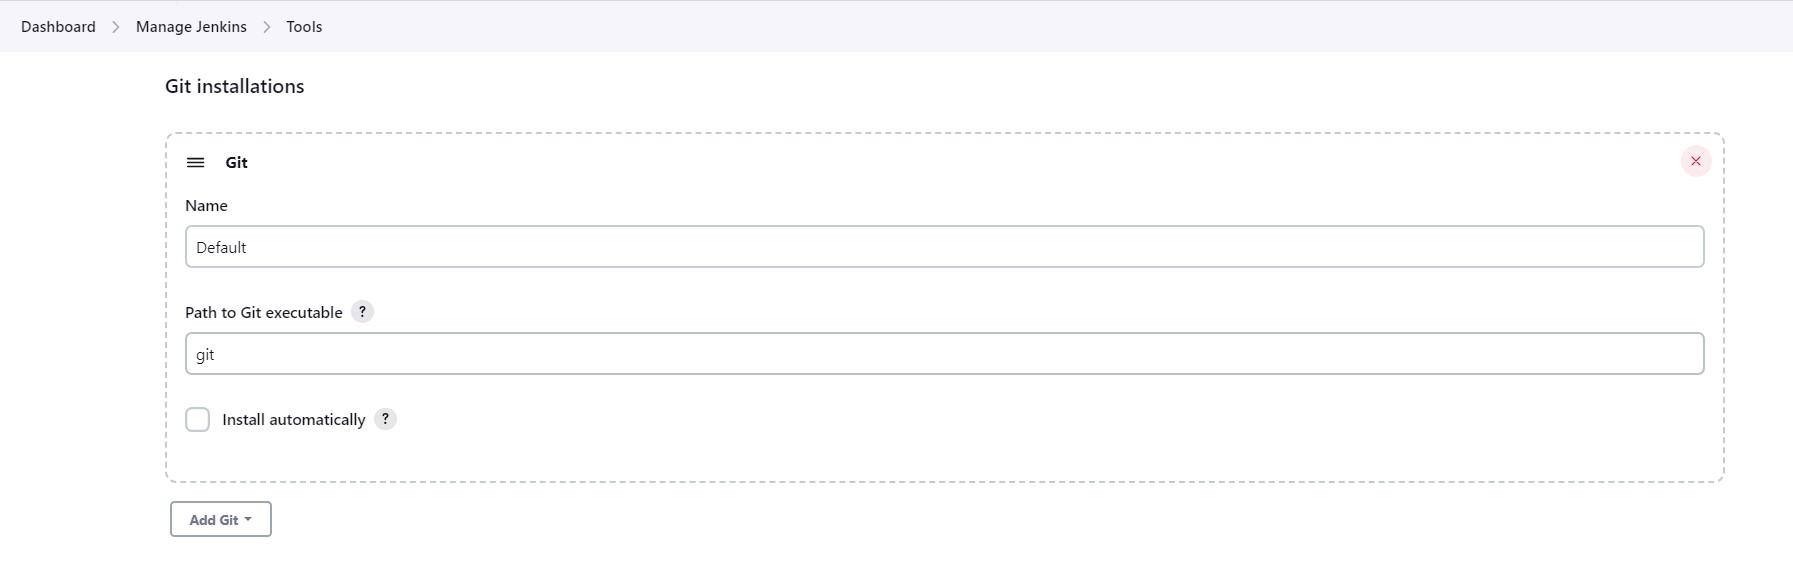 Dashboard > Manage Jenkins > Tools
Git installations
Git
Name
Default
Path to Git executable ?
git
Install automatically ?
Add Git